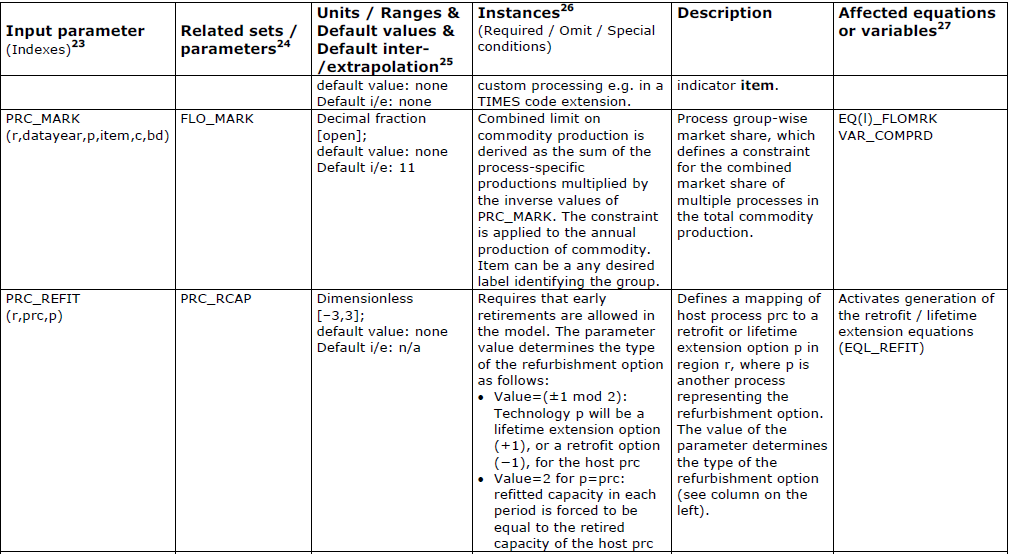 Input parameter
(Indexes)23
Related sets /
parameters24
Units / Ranges &
Default values &
Default inter-
/extrapolation25
Instances26
(Required / Omit / Special
conditions)
Description
Affected equations
or variables27
default value: none
Default i/e: none
custom processing e.g. in a
TIMES code extension.
indicator item.
PRC_MARK
(r,datayear,p,item,c,bd)
FLO_MARK
Decimal fraction
[open];
default value: none
Default i/e: 11
Combined limit on
commodity production is
derived as the sum of the
process-specific
productions multiplied by
the inverse values of
PRC_MARK. The constraint
is applied to the annual
production of commodity.
Item can be a any desired
label identifying the group.
Process group-wise
market share, which
defines a constraint
for the combined
market share of
multiple processes in
the total commodity
production.
EQ(l)_FLOMRK
VAR_COMPRD
PRC_REFIT
(r,prc,p)
PRC_RCAP
Dimensionless
[−3,3];
default value: none
Default i/e: n/a
Requires that early
retirements are allowed in
the model. The parameter
value determines the type
of the refurbishment option
as follows:
• Value=(±1 mod 2):
Technology p will be a
lifetime extension option
(+1), or a retrofit option
(−1), for the host prc
• Value=2 for p=prc:
refitted capacity in each
period is forced to be
equal to the retired
capacity of the host prc
Defines a mapping of
host process prc to a
retrofit or lifetime
extension option p in
region r, where p is
another process
representing the
refurbishment option.
The value of the
parameter determines
the type of the
refurbishment option
(see column on the
left).
Activates generation of
the retrofit / lifetime
extension equations
(EQL_REFIT)